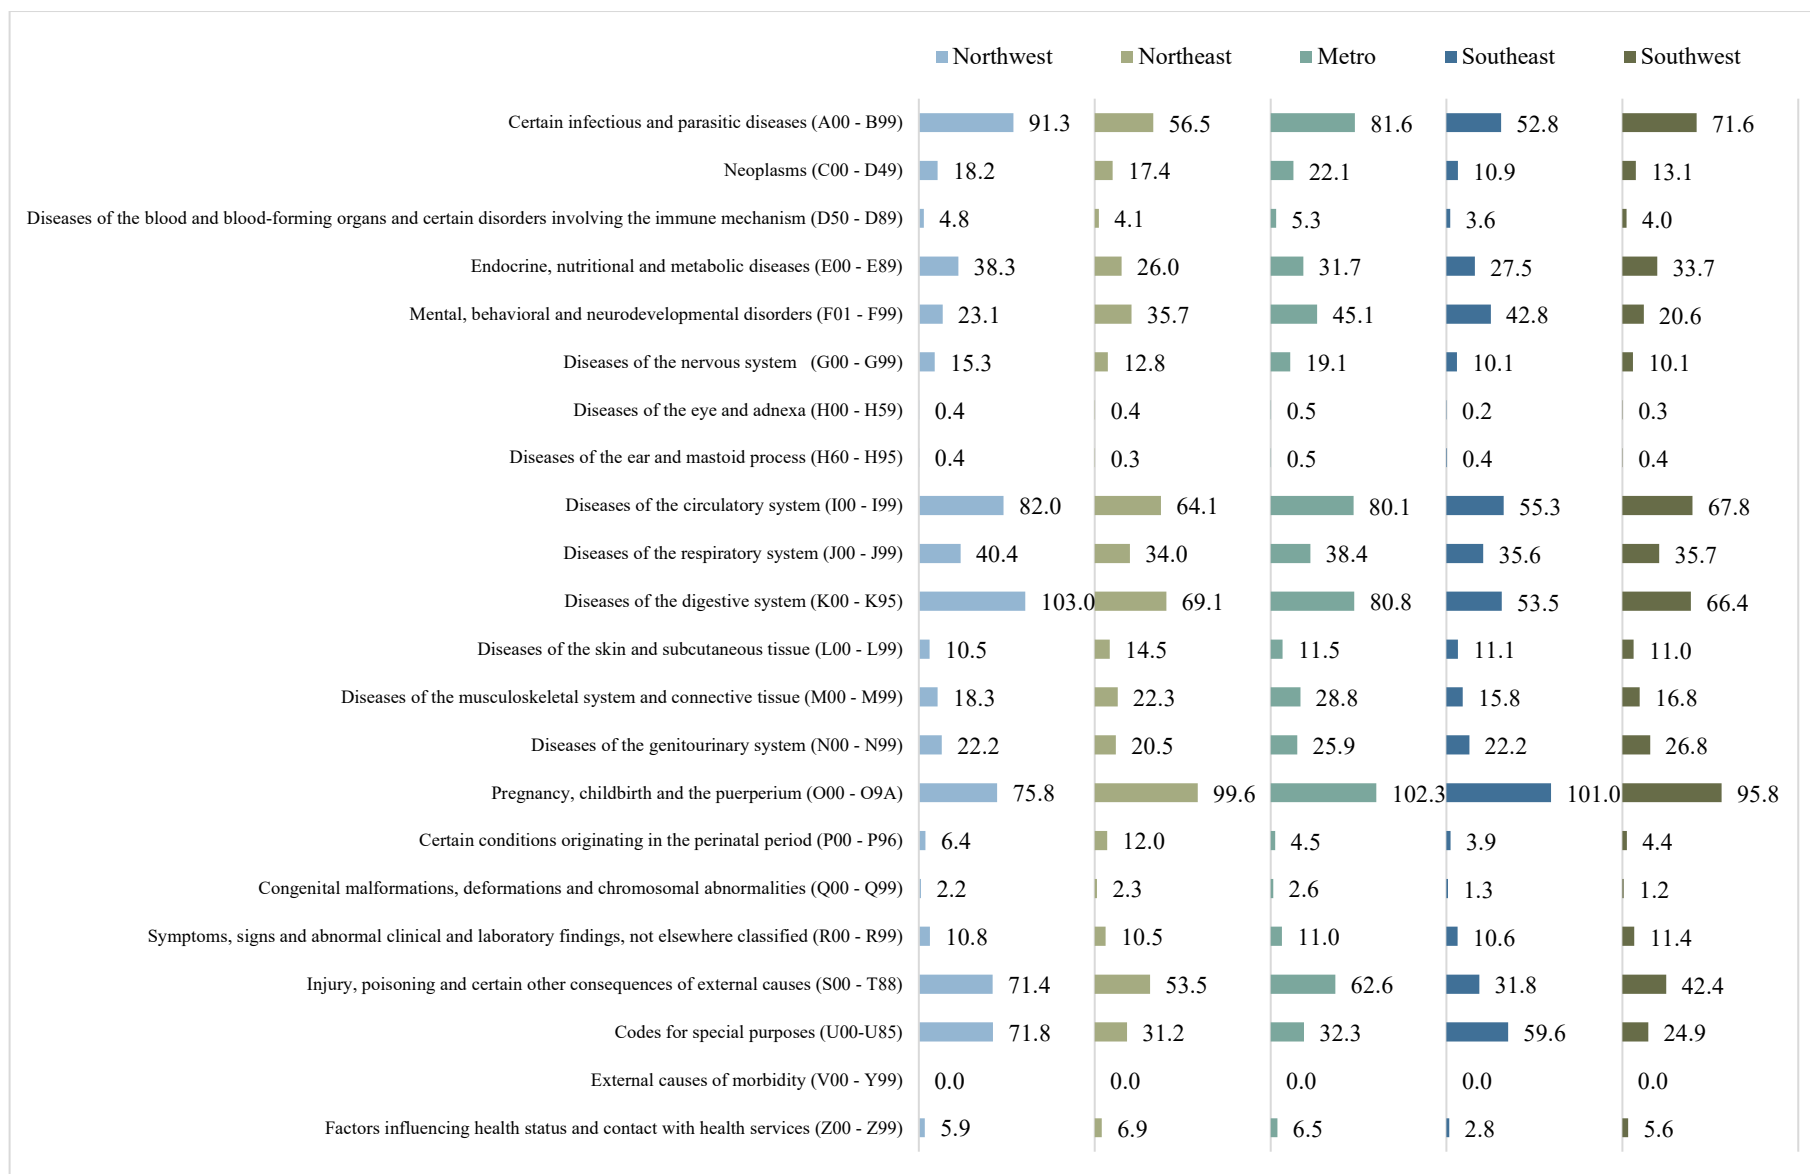 Northwest Northeast Metro Southeast Southwest
Certain infectious and parasitic diseases (A00 - B99) 91.3 56.5 81.6 52.8 71.6
Neoplasms (C00 - D49) 18.2 17.4 22.1 10.9 13.1
Diseases of the blood and blood-forming organs and certain disorders involving the immune mechanism (D50 - D89) 4.8 4.1 5.3 3.6 4.0
Endocrine, nutritional and metabolic diseases (E00 - E89) 38.3 26.0 31.7 27.5 33.7
Mental, behavioral and neurodevelopmental disorders (F01 - F99) 23.1 35.7 45.1 42.8 20.6
Diseases of the nervous system (G00 - G99) 15.3 12.8 19.1 10.1 10.1
Diseases of the eye and adnexa (H00 - H59) 0.4 0.4 0.5 0.2 0.3
Diseases of the ear and mastoid process (H60 - H95) 0.4 0.3 0.5 0.4 0.4
Diseases of the circulatory system (I00 - I99) 82.0 64.1 80.1 55.3 67.8
Diseases of the respiratory system (J00 - J99) 40.4 34.0 38.4 35.6 35.7
Diseases of the digestive system (K00 - K95) 103.0 69.1 80.8 53.5 66.4
Diseases of the skin and subcutaneous tissue (L00 - L99) 10.5 14.5 11.5 11.1 11.0
Diseases of the musculoskeletal system and connective tissue (M00 - M99) 18.3 22.3 28.8 15.8 16.8
Diseases of the genitourinary system (N00 - N99) 22.2 20.5 25.9 22.2 26.8
Pregnancy, childbirth and the puerperium (O00 - O9A) 75.8 99.6 102.3 101.0 95.8
Certain conditions originating in the perinatal period (P00 - P96) 6.4 12.0 4.5 3.9 4.4
Congenital malformations, deformations and chromosomal abnormalities (Q00 - Q99) 2.2 2.3 2.6 1.3 1.2
Symptoms, signs and abnormal clinical and laboratory findings, not elsewhere classified (R00 - R99) 10.8 10.5 11.0 10.6 11.4
Injury, poisoning and certain other consequences of external causes (S00 - T88) 71.4 53.5 62.6 31.8 42.4
Codes for special purposes (U00-U85) 71.8 31.2 32.3 59.6 24.9
External causes of morbidity (V00 - Y99) 0.0 0.0 0.0 0.0 0.0
Factors influencing health status and contact with health services (Z00 - Z99) 5.9 6.9 6.5 2.8 5.6